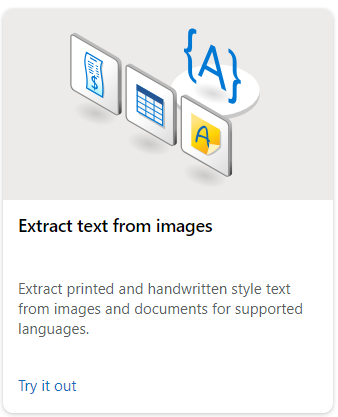 {A}
$
A
Extract text from images
Extract printed and handwritten style text
from images and documents for supported
languages.
Try it out